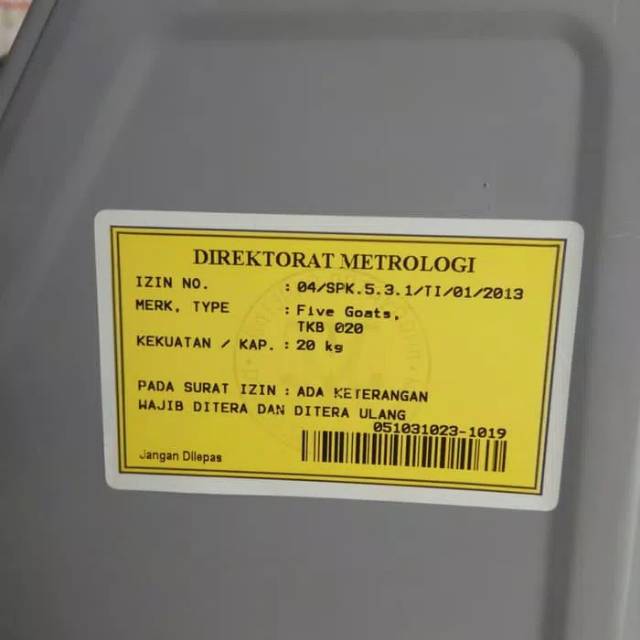 DIREKTORAT METROLOGI
IZIN NO. : 04/SPK.5.3.1/TI/01/2013
MERK, TYPE : Five Goats,
TKB 020
KEKUATAN / KAP. : 20 kg
PADA SURAT IZIN : ADA KETERANGAN
WAJIB DITERA DAN DITERA ULANG
051031023-1019
Jangan Dilepas